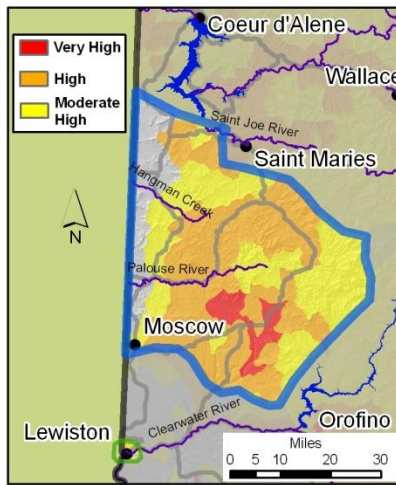 Very High
High
Moderate
High
Coeur d'Alene
Wallace
Saint Joe River
Saint Maries
Hangman Creek
N
Palouse River
Moscow
Orofino
Clearwater River
Lewiston
Miles
0 5 10 20 30